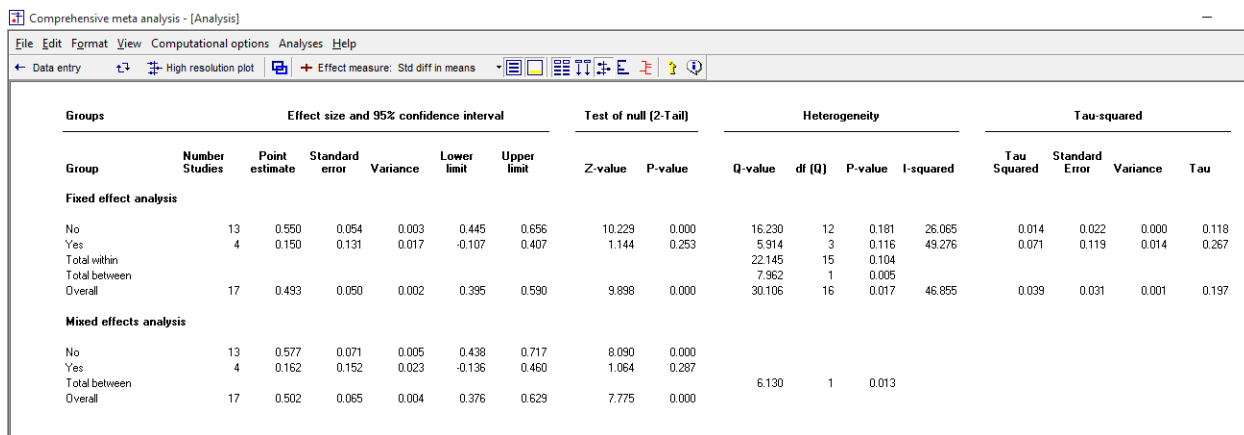 Comprehensive meta analysis - [Analysis]
File Edit Format View Computational options Analyses Help
Data entry High resolution plot Effect measure: Std diff in means E
Groups Effect size and 95% confidence interval Test of null (2-Tail) Heterogeneity Tau-squared
Group Number Studies Point estimate Standard error Variance Lower limit Upper limit Z-value P-value Q-value df (Q) P-value I-squared Tau Squared Standard Error Variance Tau
Fixed effect analysis
No 13 0.550 0.054 0.003 0.445 0.656 10.229 0.000 16.230 12 0.181 26.065 0.014 0.022 0.000 0.118
Yes 4 0.150 0.131 0.017 -0.107 0.407 1.144 0.253 5.914 3 0.116 49.276 0.071 0.119 0.014 0.267
Total within 22.145 15 0.104
Total between 7.962 1 0.005
Overall 17 0.493 0.050 0.002 0.395 0.590 9.898 0.000 30.106 16 0.017 46.855 0.039 0.031 0.001 0.197
Mixed effects analysis
No 13 0.577 0.071 0.005 0.438 0.717 8.090 0.000
Yes 4 0.162 0.152 0.023 -0.136 0.460 1.064 0.287
Total between 6.130 1 0.013
Overall 17 0.502 0.065 0.004 0.376 0.629 7.775 0.000